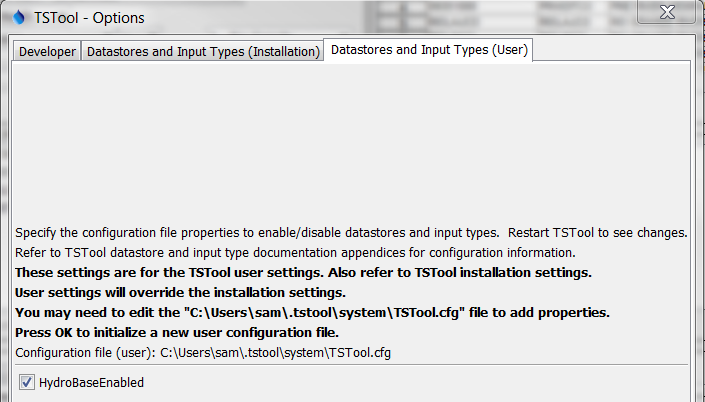 TSTool - Options
Developer Datastores and Input Types (Installation) Datastores and Input Types (User)
Specify the configuration file properties to enable/disable datastores and input types.  Restart TSTool to see changes.
Refer to TSTool datastore and input type documentation appendices for configuration information.
These settings are for the TSTool user settings. Also refer to TSTool installation settings.
User settings will override the installation settings.
You may need to edit the "C:\Users\sam\.tstool\system\TSTool.cfg" file to add properties.
Press OK to initialize a new user configuration file.
Configuration file (user): C:\Users\sam\.tstool\system\TSTool.cfg
HydroBaseEnabled